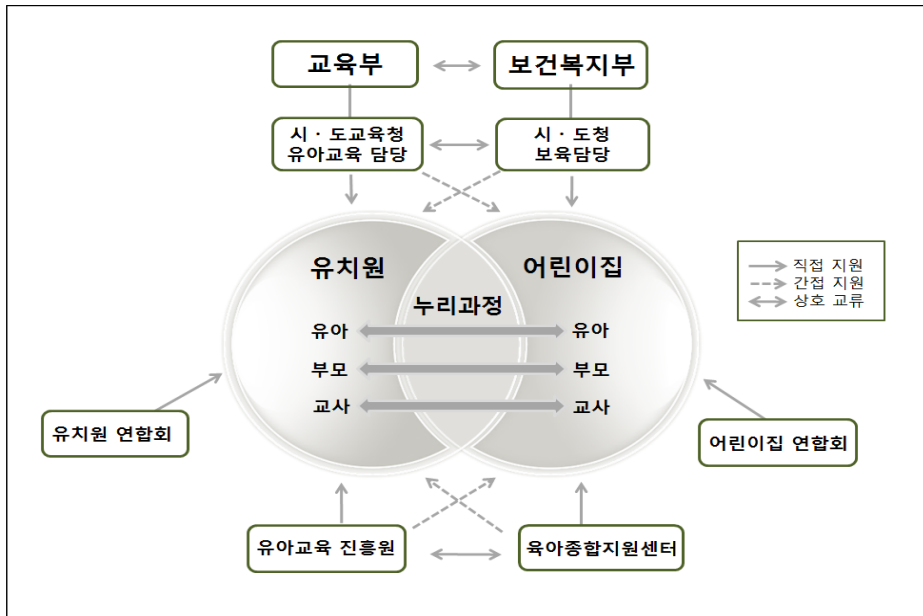 교육부
보건복지부
시 · 도교육청
유아교육 담당
시 · 도청
보육담당
유치원
어린이집
누리과정
유아
유아
부모
부모
교사
교사
직접 지원
간접 지원
상호 교류
유치원 연합회
어린이집 연합회
유아교육 진흥원
육아종합지원센터